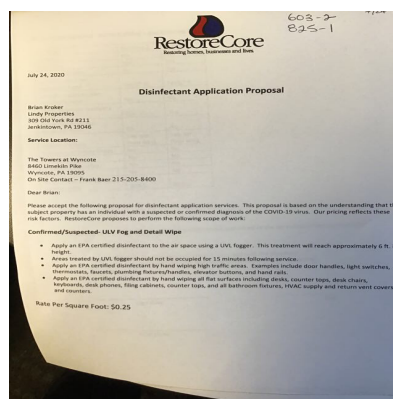 603-2
825-1
RestoreCore
Restoring homes, businesses and lives
July 24, 2020
Disinfectant Application Proposal
Brian Kroker
Lindy Properties
309 Old York Rd #211
Jenkintown, PA 19046
Service Location:
The Towers at Wyncote
8460 Limekiln Pike
Wyncote, PA 19095
On Site Contact – Frank Baer 215-205-8400
Dear Brian:
Please accept the following proposal for disinfectant application services. This proposal is based on the understanding that t
subject property has an individual with a suspected or confirmed diagnosis of the COVID-19 virus. Our pricing reflects these
risk factors. RestoreCore proposes to perform the following scope of work:
Confirmed/Suspected- ULV Fog and Detail Wipe
• Apply an EPA certified disinfectant to the air space using a UVL fogger. This treatment will reach approximately 6 ft.
height.
• Areas treated by UVL fogger should not be occupied for 15 minutes following service.
• Apply an EPA certified disinfectant by hand wiping high traffic areas. Examples include door handles, light switches,
thermostats, faucets, plumbing fixtures/handles, elevator buttons, and hand rails.
• Apply an EPA certified disinfectant by hand wiping all flat surfaces including desks, counter tops, desk chairs,
keyboards, desk phones, filing cabinets, counter tops, and all bathroom fixtures, HVAC supply and return vent covers
and counters.
Rate Per Square Foot: $0.25